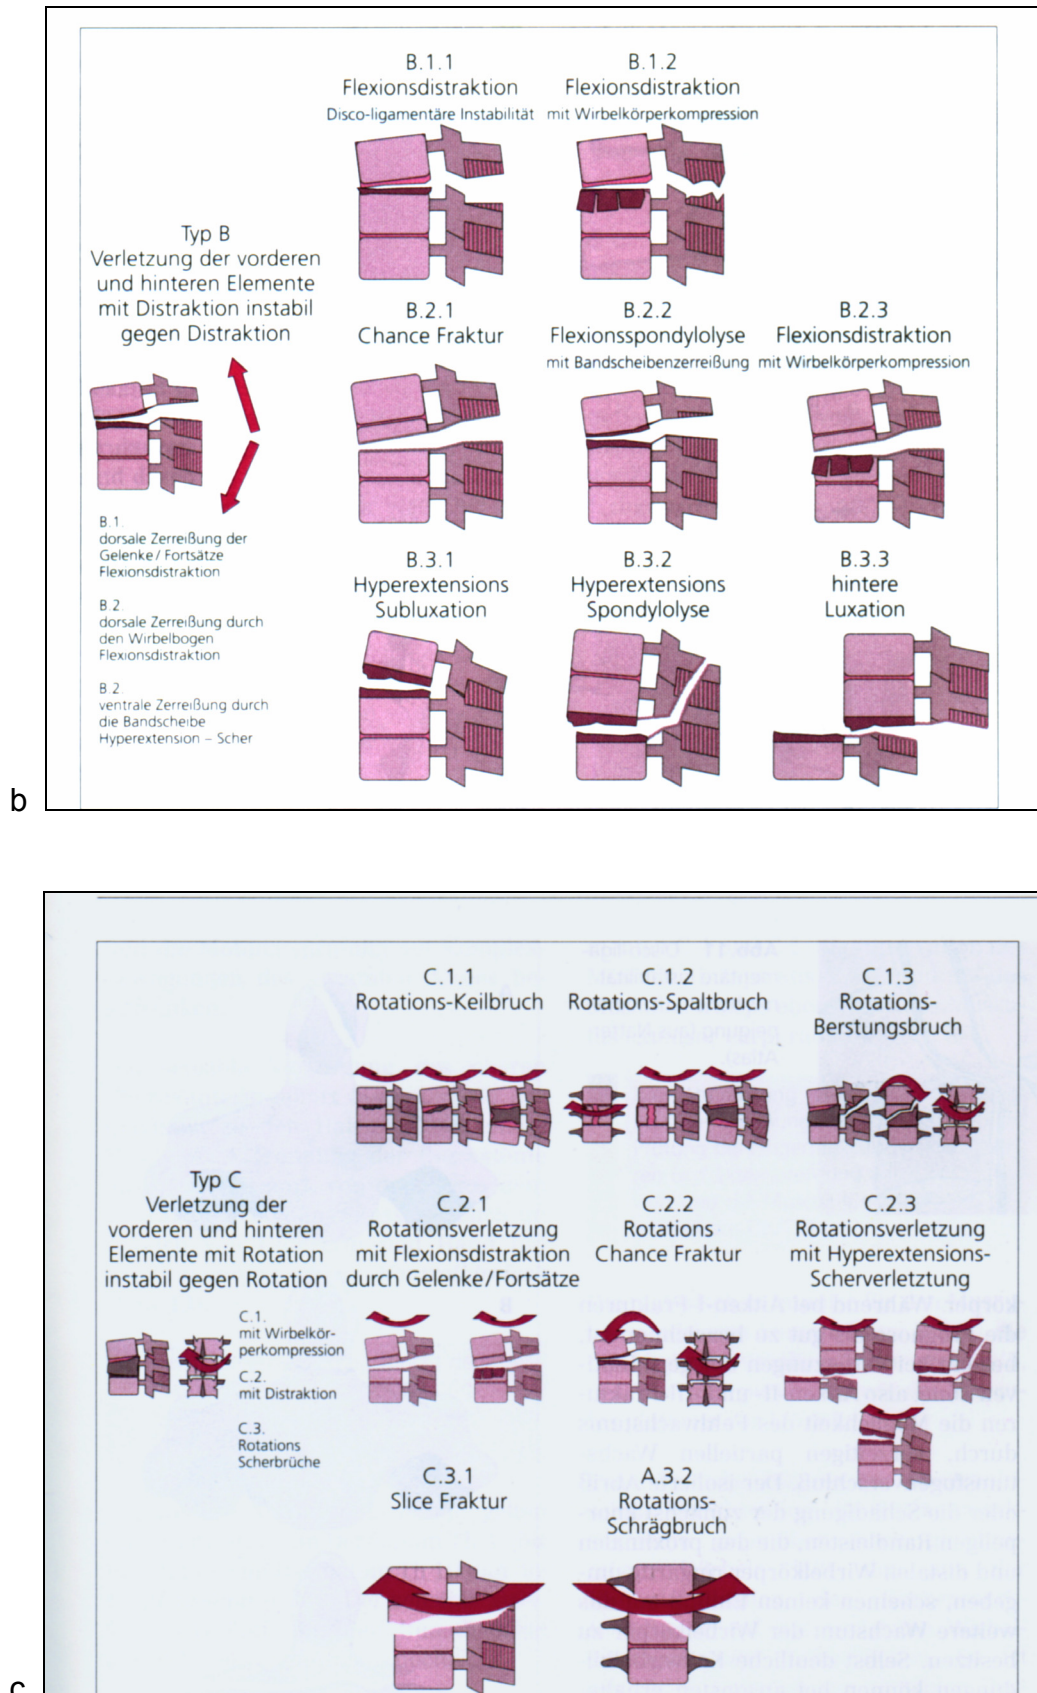 B.1.1
Flexionsdistraktion
Disco-ligamentäre Instabilität
B.1.2
Flexionsdistraktion
mit Wirbelkörperkompression
Typ B
Verletzung der vorderen
und hinteren Elemente
mit Distraktion instabil
gegen Distraktion
B.2.1
Chance Fraktur
B.2.2
Flexionsspondylolyse
mit Bandscheibenzerreißung
B.2.3
Flexionsdistraktion
mit Wirbelkörperkompression
B.1.
dorsale Zerreißung der
Gelenke/Fortsätze
Flexionsdistraktion
B.2.
dorsale Zerreißung durch
den Wirbelbogen
Flexionsdistraktion
B.2.
ventrale Zerreißung durch
die Bandscheibe
Hyperextension – Scher
B.3.1
Hyperextensions
Subluxation
B.3.2
Hyperextensions
Spondylolyse
B.3.3
hintere
Luxation
b
C.1.1
Rotations-Keilbruch
C.1.2
Rotations-Spaltbruch
C.1.3
Rotations-
Berstungsbruch
Typ C
Verletzung der
vorderen und hinteren
Elemente mit Rotation
instabil gegen Rotation
C.2.1
Rotationsverletzung
mit Flexionsdistraktion
durch Gelenke/Fortsätze
C.2.2
Rotations
Chance Fraktur
C.2.3
Rotationsverletzung
mit Hyperextensions-
Scherverletztung
C.1.
mit Wirbelkör-
perkompression
C.2.
mit Distraktion
C.3.
Rotations
Scherbrüche
C.3.1
Slice Fraktur
A.3.2
Rotations-
Schrägbruch
c